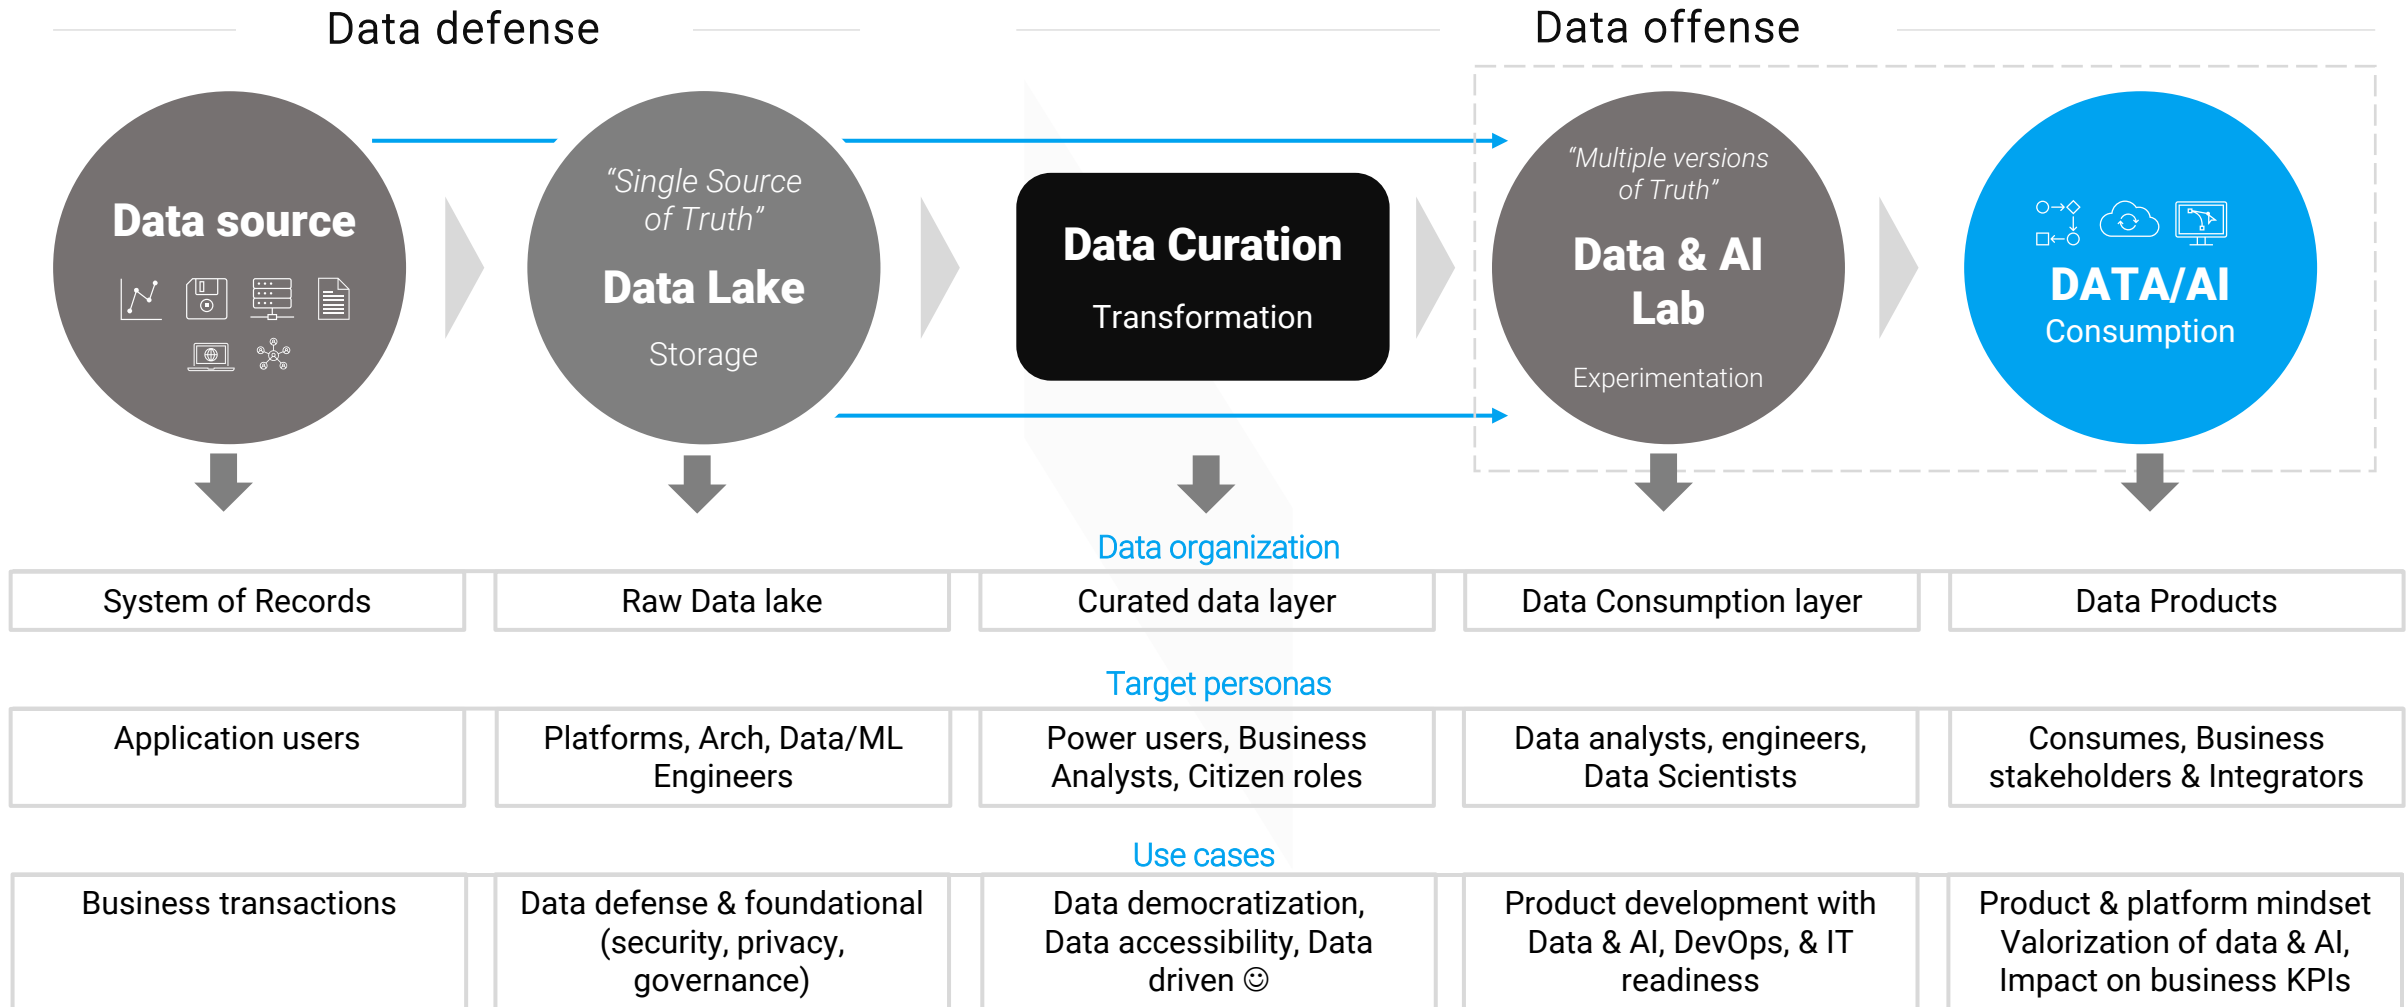 Data defense
Data offense
Data source
“Single Source
of Truth”
Data Lake
Storage
Data Curation
Transformation
“Multiple versions
of Truth”
Data & AI
Lab
Experimentation
DATA/AI
Consumption
Data organization
System of Records
Raw Data lake
Curated data layer
Data Consumption layer
Data Products
Target personas
Application users
Platforms, Arch, Data/ML
Engineers
Power users, Business
Analysts, Citizen roles
Data analysts, engineers,
Data Scientists
Consumes, Business
stakeholders & Integrators
Use cases
Business transactions
Data defense & foundational
(security, privacy,
governance)
Data democratization,
Data accessibility, Data
driven ☺
Product development with
Data & AI, DevOps, & IT
readiness
Product & platform mindset
Valorization of data & AI,
Impact on business KPIs